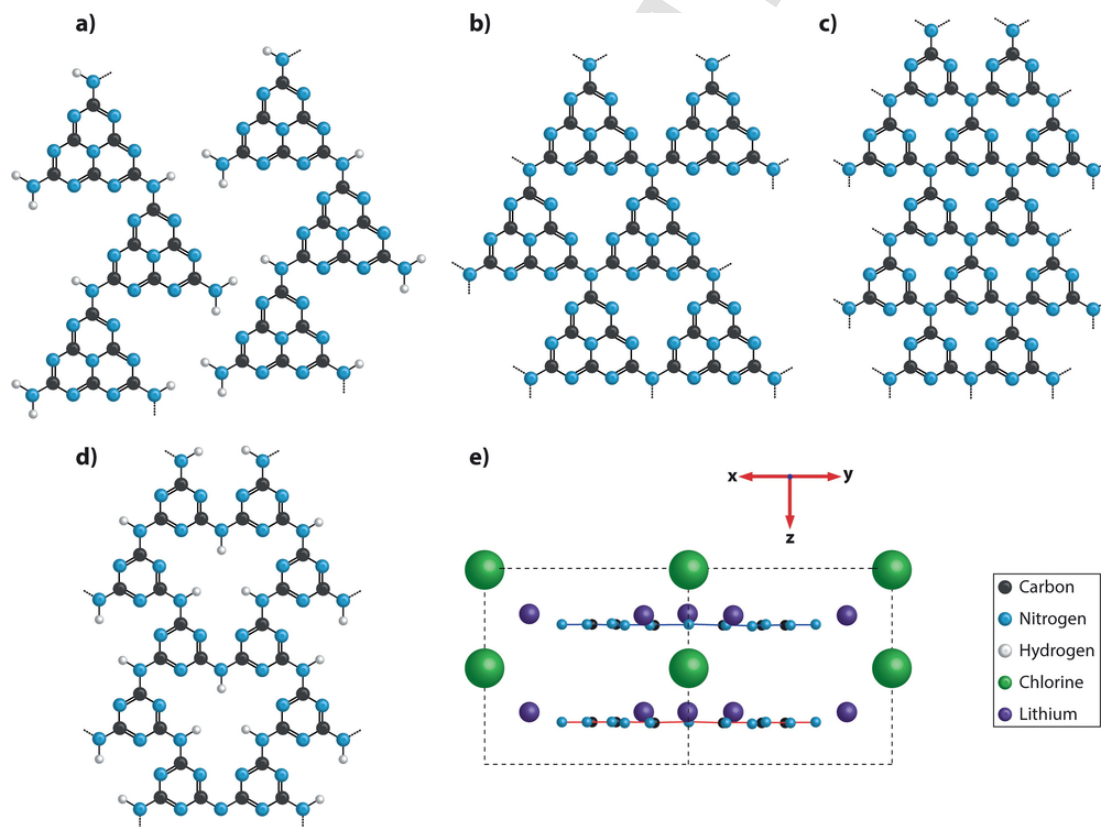 a)
b)
c)
d)
e)
x
y
z
Carbon
Nitrogen
Hydrogen
Chlorine
Lithium